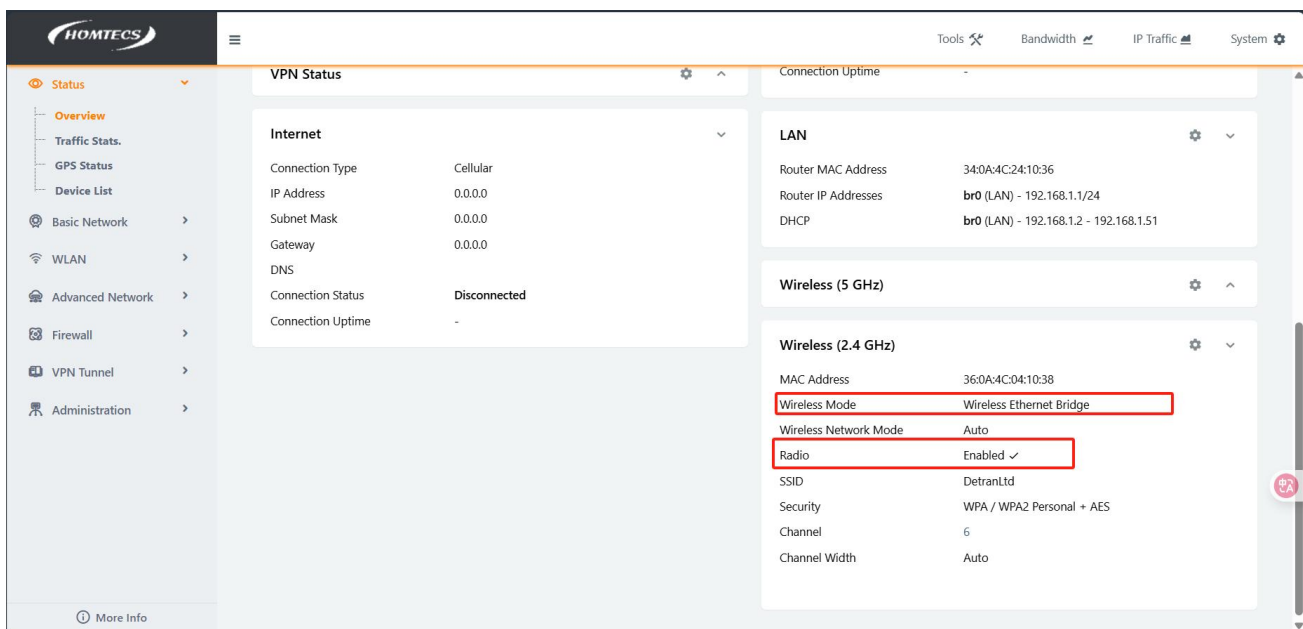 HOMTECS
Tools
Bandwidth
IP Traffic
System
Status
Overview
Traffic Stats.
GPS Status
Device List
Basic Network
WLAN
Advanced Network
Firewall
VPN Tunnel
Administration
More Info
VPN Status
Internet
Connection Type Cellular
IP Address 0.0.0.0
Subnet Mask 0.0.0.0
Gateway 0.0.0.0
DNS
Connection Status Disconnected
Connection Uptime -
Connection Uptime -
LAN
Router MAC Address 34:0A:4C:24:10:36
Router IP Addresses br0 (LAN) - 192.168.1.1/24
DHCP br0 (LAN) - 192.168.1.2 - 192.168.1.51
Wireless (5 GHz)
Wireless (2.4 GHz)
MAC Address 36:0A:4C:04:10:38
Wireless Mode Wireless Ethernet Bridge
Wireless Network Mode Auto
Radio Enabled ✓
SSID DetranLtd
Security WPA / WPA2 Personal + AES
Channel 6
Channel Width Auto
中A